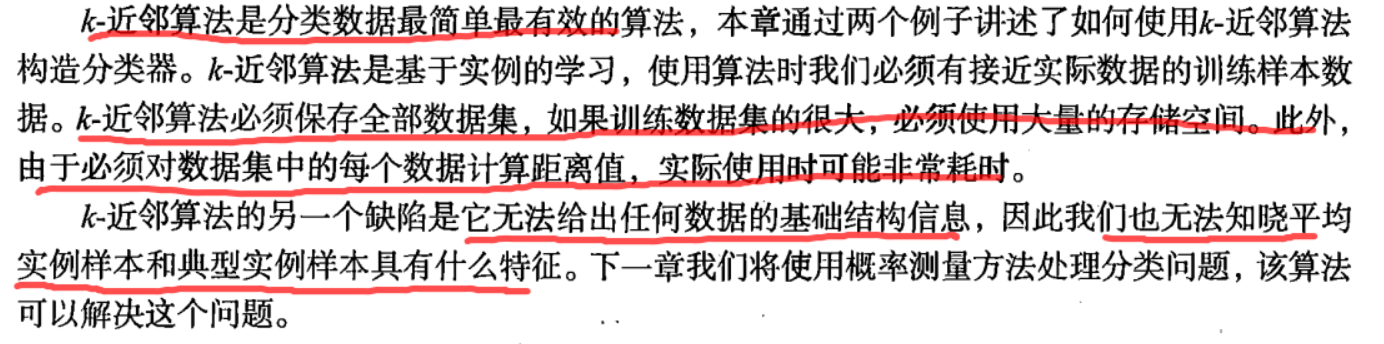 k-近邻算法是分类数据最简单最有效的算法，本章通过两个例子讲述了如何使用k-近邻算法
构造分类器。k-近邻算法是基于实例的学习，使用算法时我们必须有接近实际数据的训练样本数
据。k-近邻算法必须保存全部数据集，如果训练数据集的很大，必须使用大量的存储空间。此外，
由于必须对数据集中的每个数据计算距离值，实际使用时可能非常耗时。
k-近邻算法的另一个缺陷是它无法给出任何数据的基础结构信息，因此我们也无法知晓平均
实例样本和典型实例样本具有什么特征。下一章我们将使用概率测量方法处理分类问题，该算法
可以解决这个问题。